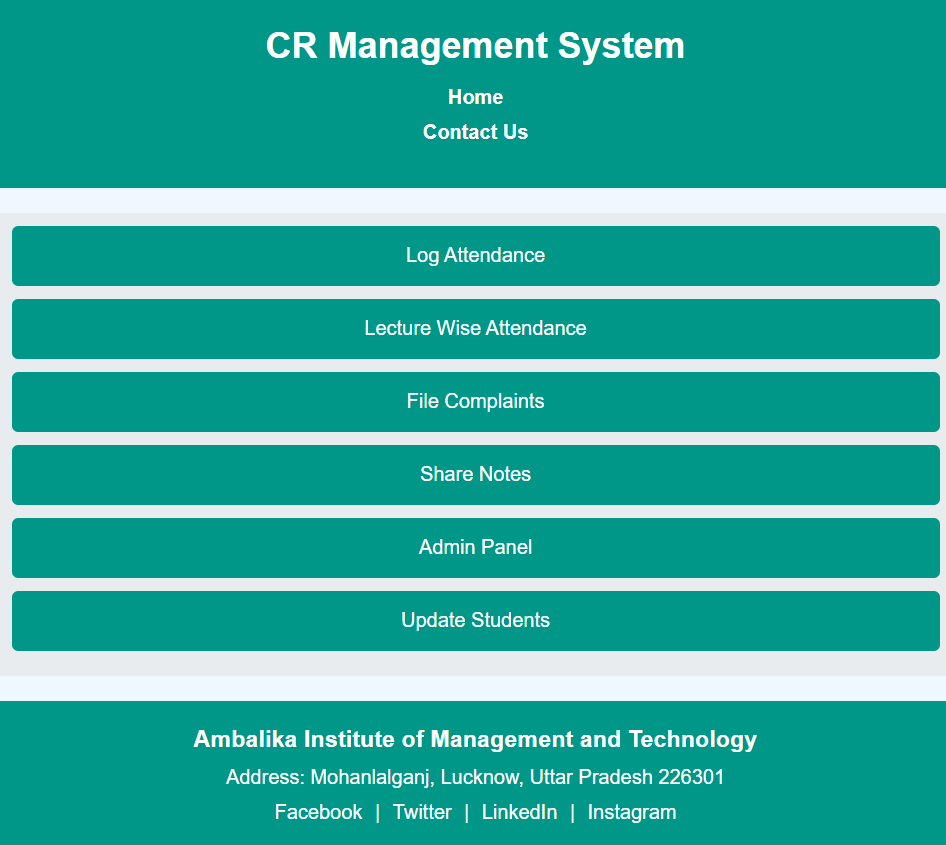 CR Management System
Home
Contact Us
Log Attendance
Lecture Wise Attendance
File Complaints
Share Notes
Admin Panel
Update Students
Ambalika Institute of Management and Technology
Address: Mohanlalganj, Lucknow, Uttar Pradesh 226301
Facebook | Twitter | LinkedIn | Instagram